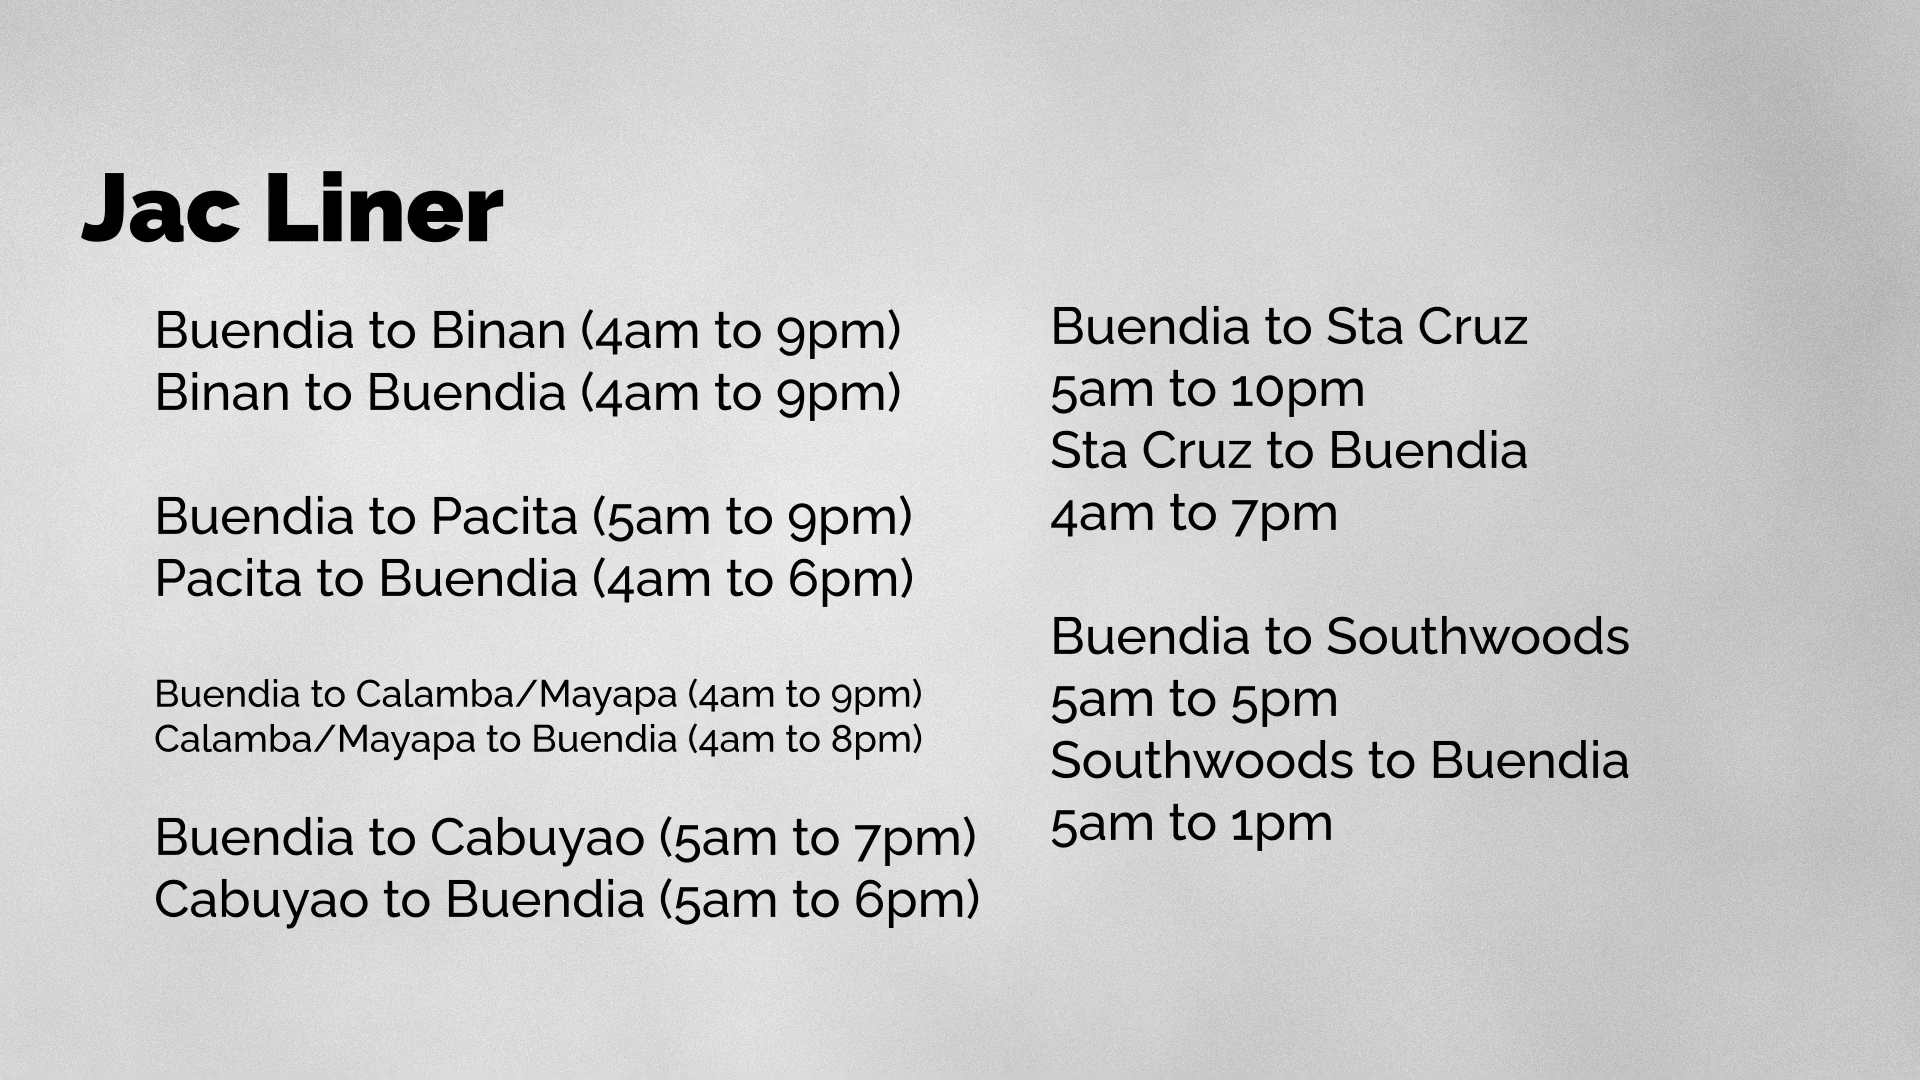 Jac Liner
Buendia to Binan (4am to 9pm)
Binan to Buendia (4am to 9pm)
Buendia to Pacita (5am to 9pm)
Pacita to Buendia (4am to 6pm)
Buendia to Calamba/Mayapa (4am to 9pm)
Calamba/Mayapa to Buendia (4am to 8pm)
Buendia to Cabuyao (5am to 7pm)
Cabuyao to Buendia (5am to 6pm)
Buendia to Sta Cruz
5am to 10pm
Sta Cruz to Buendia
4am to 7pm
Buendia to Southwoods
5am to 5pm
Southwoods to Buendia
5am to 1pm